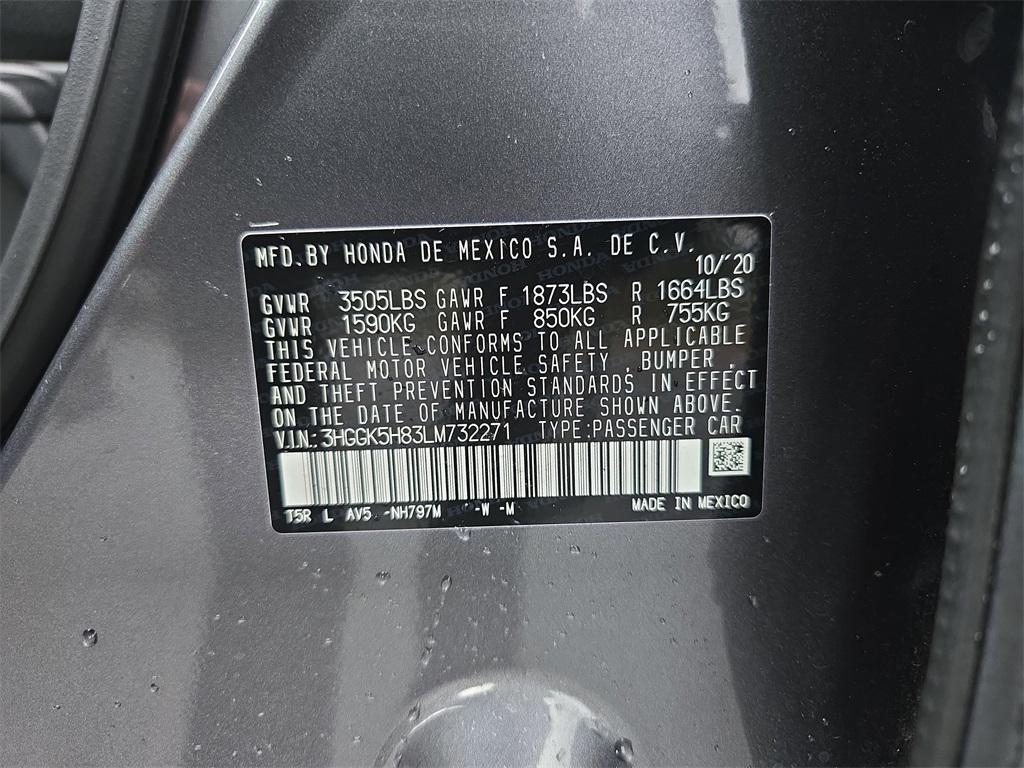 MFD. BY HONDA DE MEXICO S.A. DE C.V.
10/'20
GVWR 3505LBS GAWR F 1873LBS R 1664LBS
GVWR 1590KG GAWR F 850KG R 755KG
THIS VEHICLE CONFORMS TO ALL APPLICABLE
FEDERAL MOTOR VEHICLE SAFETY , BUMPER ,
AND THEFT PREVENTION STANDARDS IN EFFECT
ON THE DATE OF MANUFACTURE SHOWN ABOVE.
V.I.N.:3HGGK5H83LM732271 TYPE:PASSENGER CAR
T5R L AV5 -NH797M -W -M MADE IN MEXICO